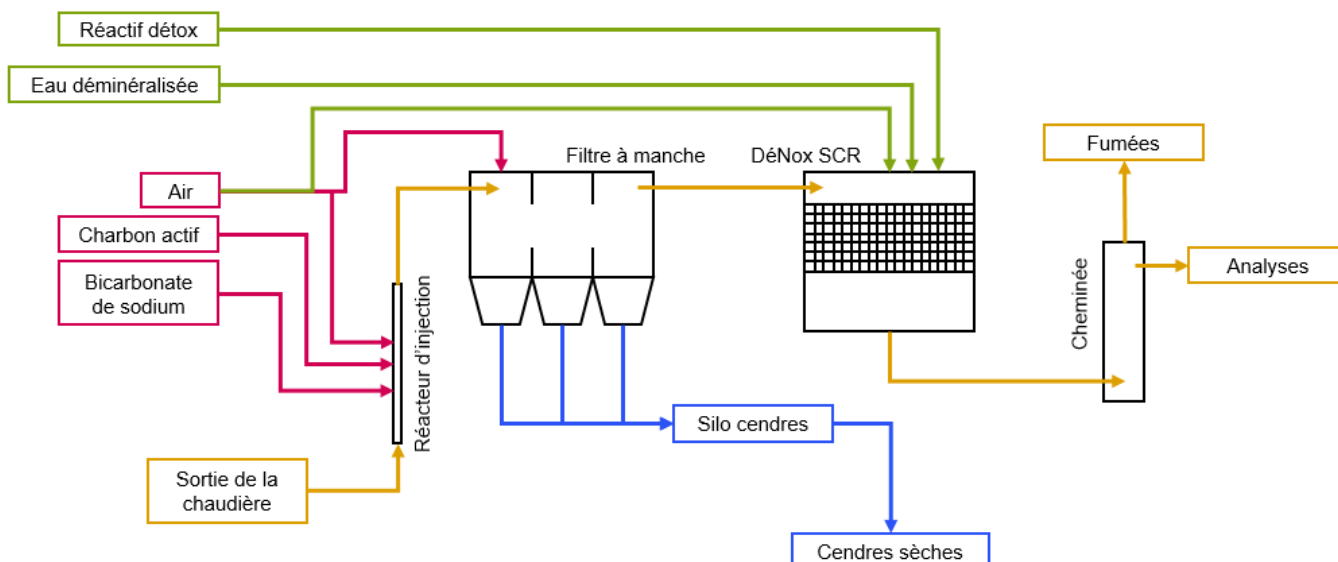 Réactif détox
Eau déminéralisée
Fumées
Filtre à manche
DéNox SCR
Air
Charbon actif
Analyses
Bicarbonate
de sodium
Réacteur d'injection
Cheminée
Silo cendres
Sortie de la
chaudière
Cendres sèches